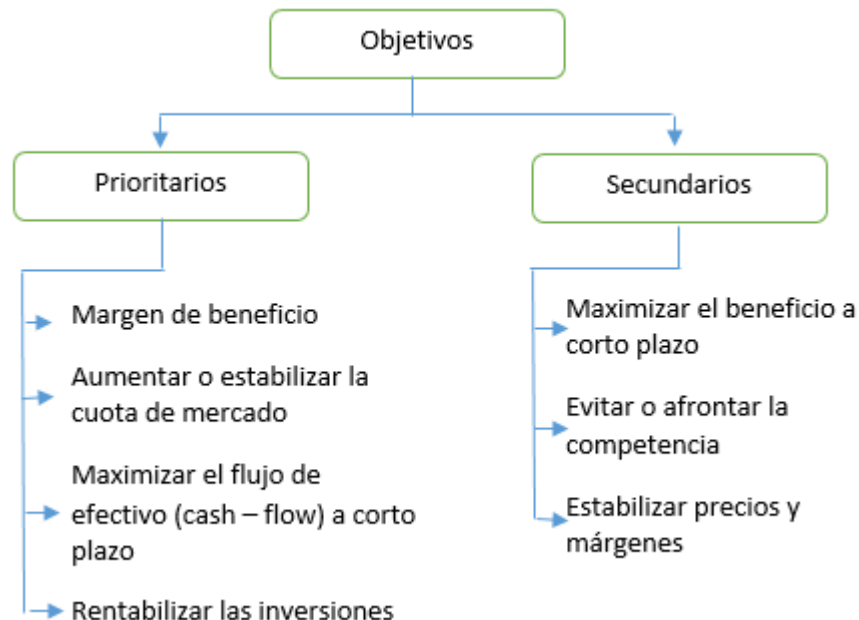 Objetivos
Prioritarios
Secundarios
Margen de beneficio
Aumentar o estabilizar la
cuota de mercado
Maximizar el flujo de
efectivo (cash – flow) a corto
plazo
Rentabilizar las inversiones
Maximizar el beneficio a
corto plazo
Evitar o afrontar la
competencia
Estabilizar precios y
márgenes